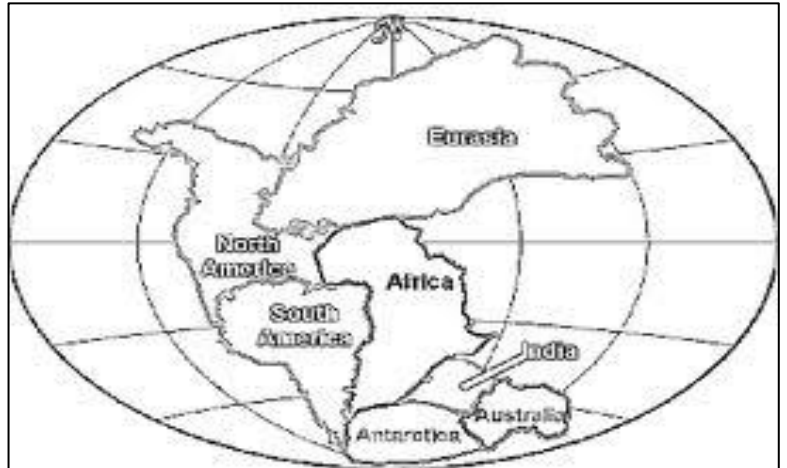 Eurasia
North
America
Africa
South
America
India
Australia
Antarctica